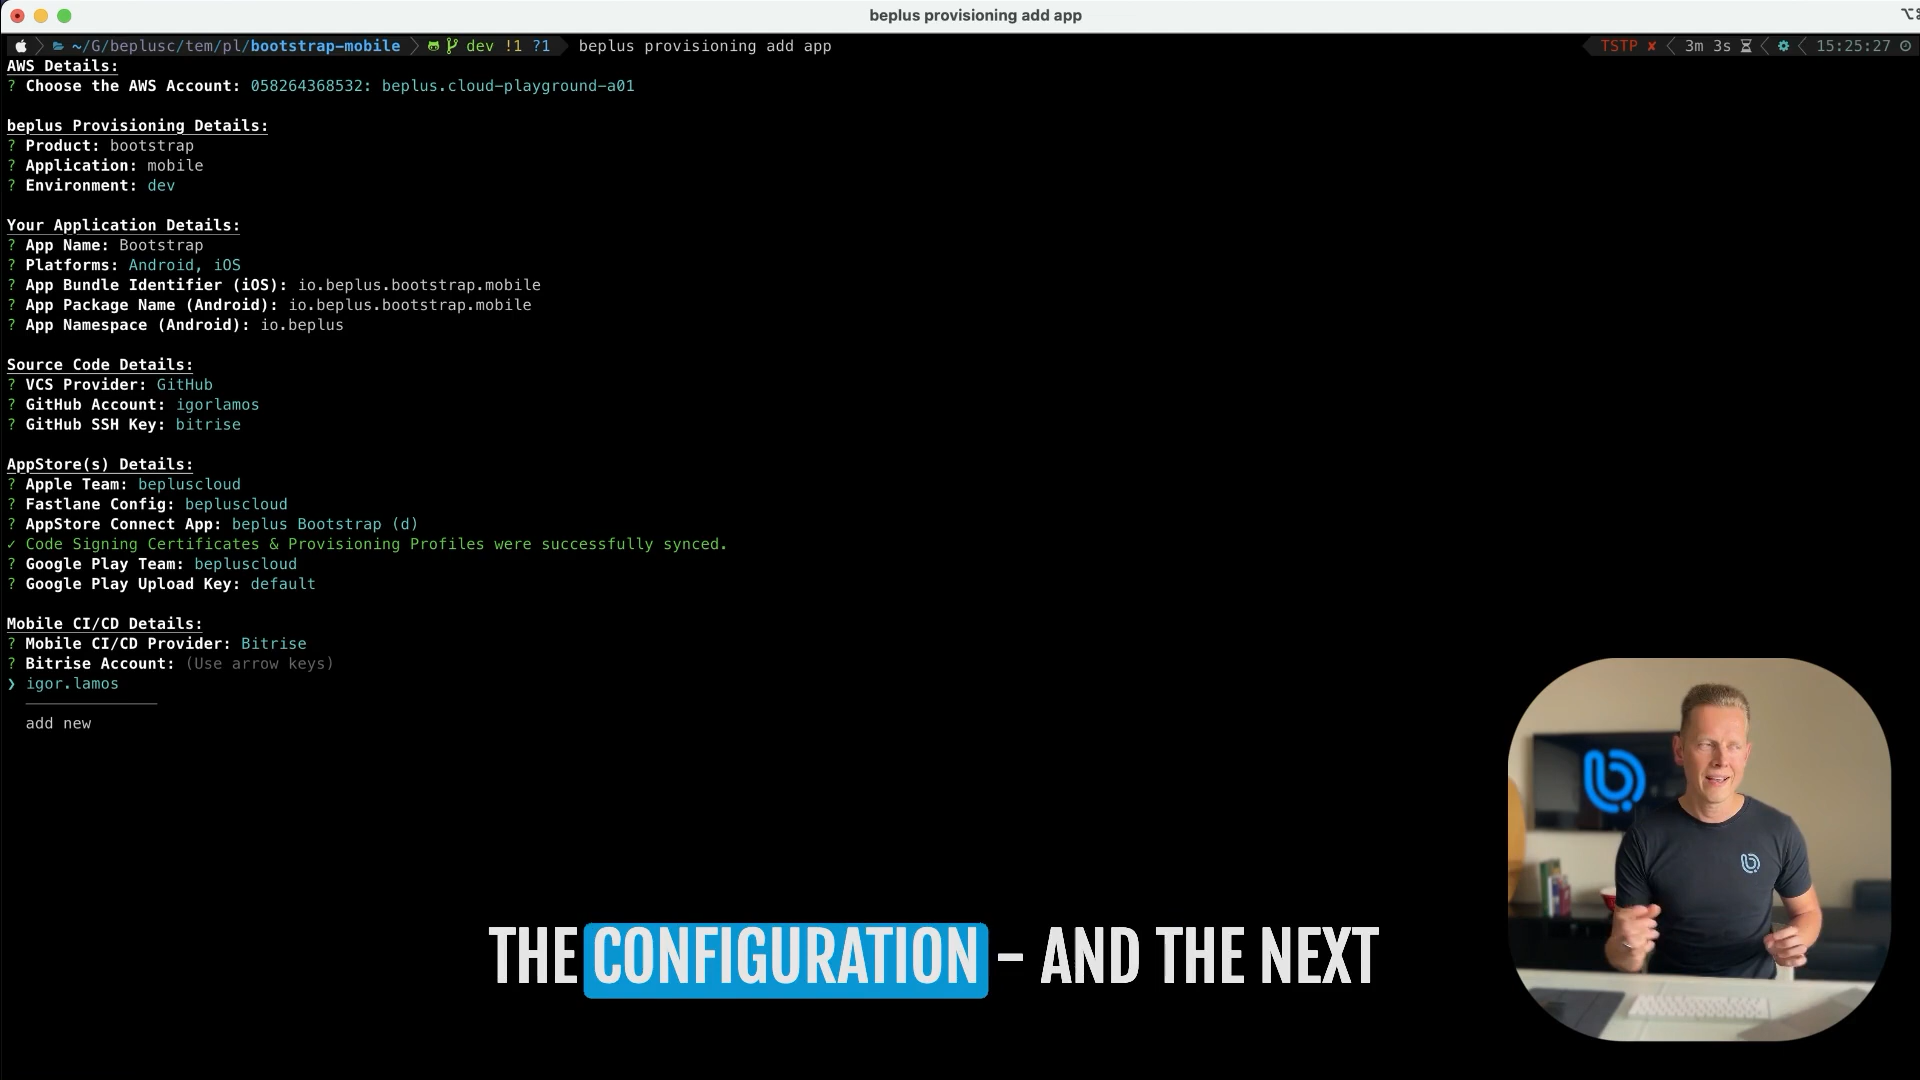 beplus provisioning add app
~/G/beplusc/tem/pl/bootstrap-mobile dev !1 ?1 beplus provisioning add app TSTP ✘ 3m 3s 15:25:27
AWS Details:
? Choose the AWS Account: 058264368532: beplus.cloud-playground-a01
beplus Provisioning Details:
? Product: bootstrap
? Application: mobile
? Environment: dev
Your Application Details:
? App Name: Bootstrap
? Platforms: Android, iOS
? App Bundle Identifier (iOS): io.beplus.bootstrap.mobile
? App Package Name (Android): io.beplus.bootstrap.mobile
? App Namespace (Android): io.beplus
Source Code Details:
? VCS Provider: GitHub
? GitHub Account: igorlamos
? GitHub SSH Key: bitrise
AppStore(s) Details:
? Apple Team: bepluscloud
? Fastlane Config: bepluscloud
? AppStore Connect App: beplus Bootstrap (d)
✓ Code Signing Certificates & Provisioning Profiles were successfully synced.
? Google Play Team: bepluscloud
? Google Play Upload Key: default
Mobile CI/CD Details:
? Mobile CI/CD Provider: Bitrise
? Bitrise Account: (Use arrow keys)
❯ igor.lamos
add new
THE CONFIGURATION – AND THE NEXT